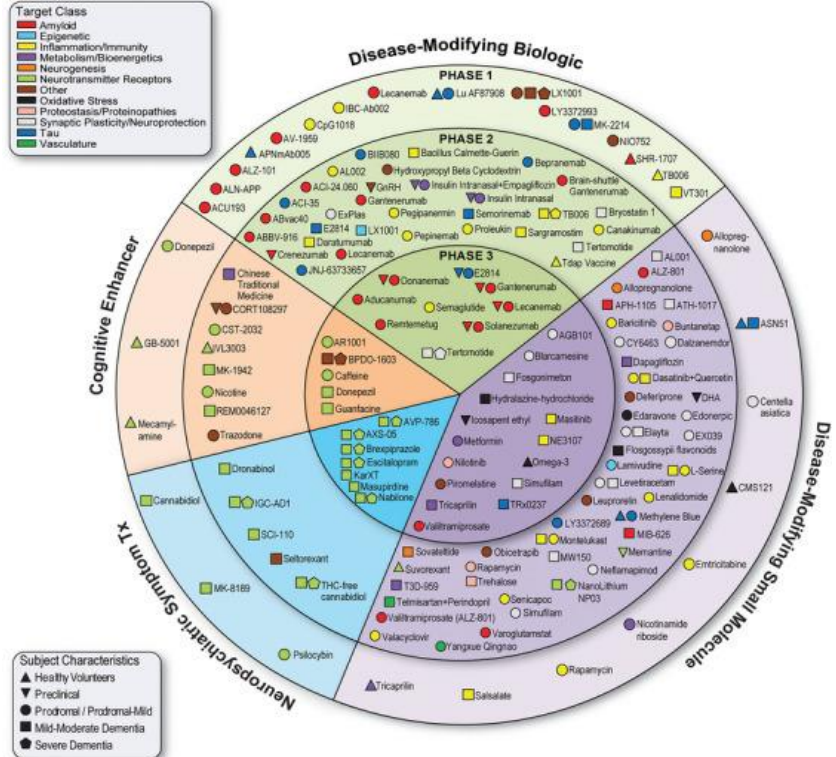 Target Class
Amyloid
Epigenetic
Inflammation/Immunity
Metabolism/Bioenergetics
Neurogenesis
Neurotransmitter Receptors
Other
Oxidative Stress
Proteostasis/Proteinopathies
Synaptic Plasticity/Neuroprotection
Tau
Vasculature
Disease-Modifying Biologic
PHASE 1
Lecanemab
Lu AF87908
LX1001
IBC-Ab002
LY3372993
CpG1018
MK-2214
AV-1959
NIO752
APNmAb005
SHR-1707
ALZ-101
TB006
ALN-APP
VT301
ACU193
PHASE 2
BIIB080
Bacillus Calmette-Guerin
Bepranemab
AL002
Hydroxypropyl Beta Cyclodextrin
ACI-24.060
GnRH
Insulin Intranasal+Empagliflozin
Brain-shuttle
Gantenerumab
ACI-35
Gantenerumab
Insulin Intranasal
ABvac40
ExPlas
Pegipanermin
Semorinemab
TB006
Bryostatin 1
ABBV-916
E2814
LX1001
Pepinemab
Proleukin
Sargramostim
Canakinumab
Daratumumab
Tertomotide
Crenezumab
Lecanemab
Tdap Vaccine
JNJ-63733657
PHASE 3
Donanemab
E2814
Aducanumab
Gantenerumab
Semaglutide
Lecanemab
Remternetug
Solanezumab
Tertomotide
Cognitive Enhancer
Donepezil
GB-5001
Mecamyl-
amine
Chinese
Traditional
Medicine
CORT108297
CST-2032
IVL3003
MK-1942
Nicotine
REM0046127
Trazodone
AR1001
BPDO-1603
Caffeine
Donepezil
Guanfacine
Neuropsychiatric Symptom Tx
AVP-786
AXS-05
Brexpiprazole
Escitalopram
KarXT
Masupirdine
Nabilone
Dronabinol
IGC-AD1
SCI-110
Seltorexant
THC-free
cannabidiol
Cannabidiol
MK-8189
Psilocybin
Disease-Modifying Small Molecule
AGB101
Blarcamesine
Fosgonimeton
Hydralazine-hydrochloride
Icosapent ethyl
Masitinib
Metformin
NE3107
Nilotinib
Omega-3
Piromelatine
Simufilam
Tricaprilin
TRx0237
Valiltramiprosate
AL001
ALZ-801
Allopregnanolone
APH-1105
ATH-1017
Baricitinib
Buntanetap
CY6463
Dalzanemdor
Dapagliflozin
Dasatinib+Quercetin
Deferiprone
DHA
Edaravone
Edonerpic
Elayta
EX039
Flosgossypii flavonoids
Lamivudine
L-Serine
Levetiracetam
Leuprorelin
Lenalidomide
LY3372689
Methylene Blue
Montelukast
MIB-626
MW150
Memantine
Neflamapimod
NanoLithium
NP03
Sovateltide
Obicetrapib
Suvorexant
Rapamycin
T3D-959
Trehalose
Telmisartan+Perindopril
Senicapoc
Simufilam
Valiltramiprosate (ALZ-801)
Varoglutamstat
Valacyclovir
Yangxue Qingnao
Allopreg-
nanolone
ASN51
Centella
asiatica
CMS121
Emtricitabine
Nicotinamide
riboside
Rapamycin
Salsalate
Tricaprilin
Subject Characteristics
Healthy Volunteers
Preclinical
Prodromal / Prodromal-Mild
Mild-Moderate Dementia
Severe Dementia